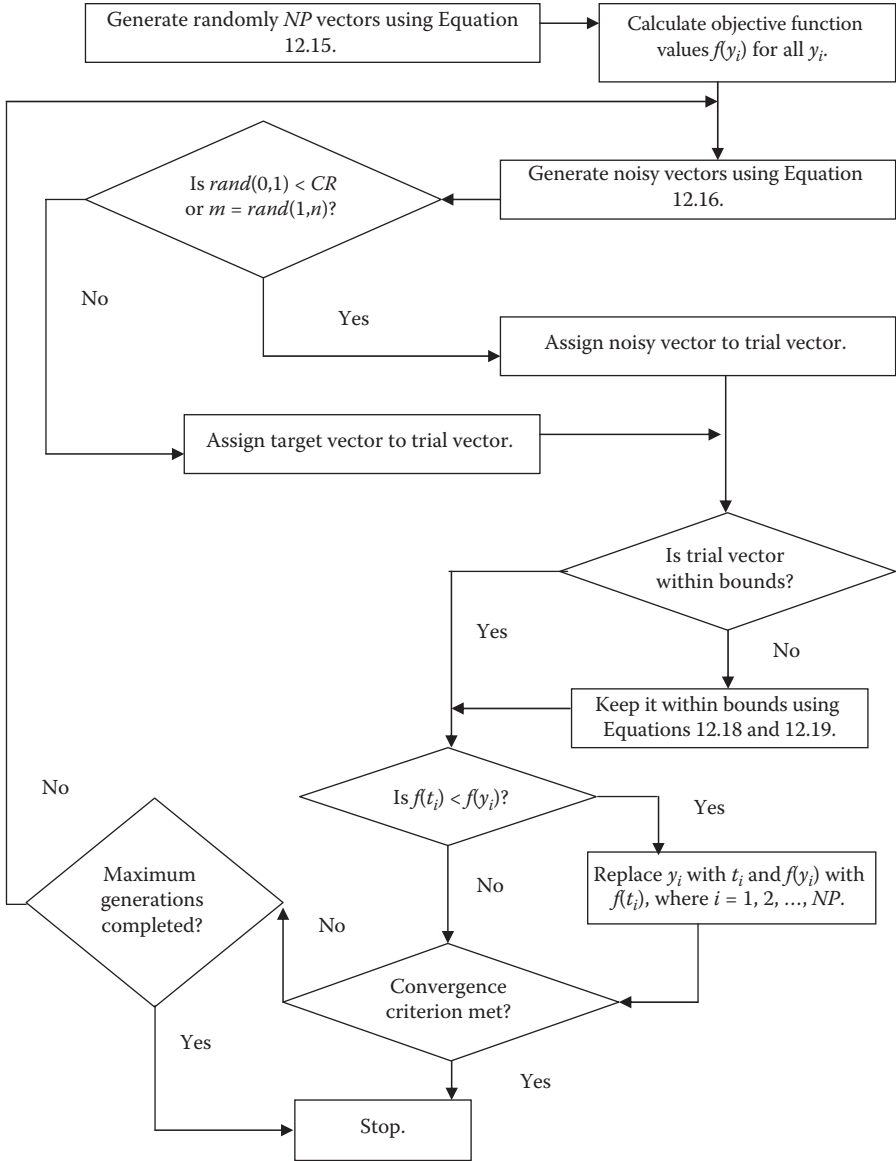 Generate randomly NP vectors using Equation
12.15.
Calculate objective function
values f(yi) for all yi.
Is rand(0,1) < CR
or m = rand(1,n)?
Generate noisy vectors using Equation
12.16.
No
Yes
Assign noisy vector to trial vector.
Assign target vector to trial vector.
Is trial vector
within bounds?
Yes
No
Keep it within bounds using
Equations 12.18 and 12.19.
No
Is f(ti) < f(yi)?
Yes
Maximum
generations
completed?
No
Replace yi with ti and f(yi) with
f(ti), where i = 1, 2, ..., NP.
No
Convergence
criterion met?
Yes
Yes
Stop.